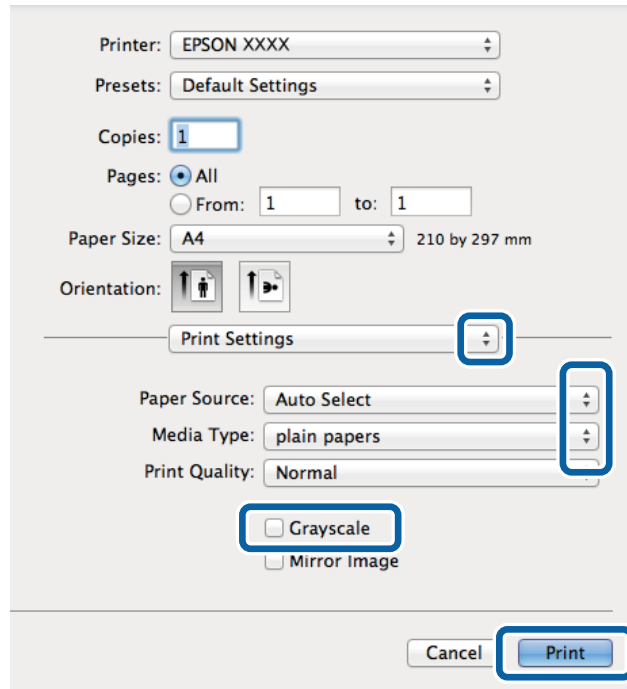 Printer: EPSON XXXX
Presets: Default Settings
Copies: 1
Pages: All
From: 1 to: 1
Paper Size: A4 210 by 297 mm
Orientation:
Print Settings
Paper Source: Auto Select
Media Type: plain papers
Print Quality: Normal
Grayscale
Mirror Image
Cancel Print